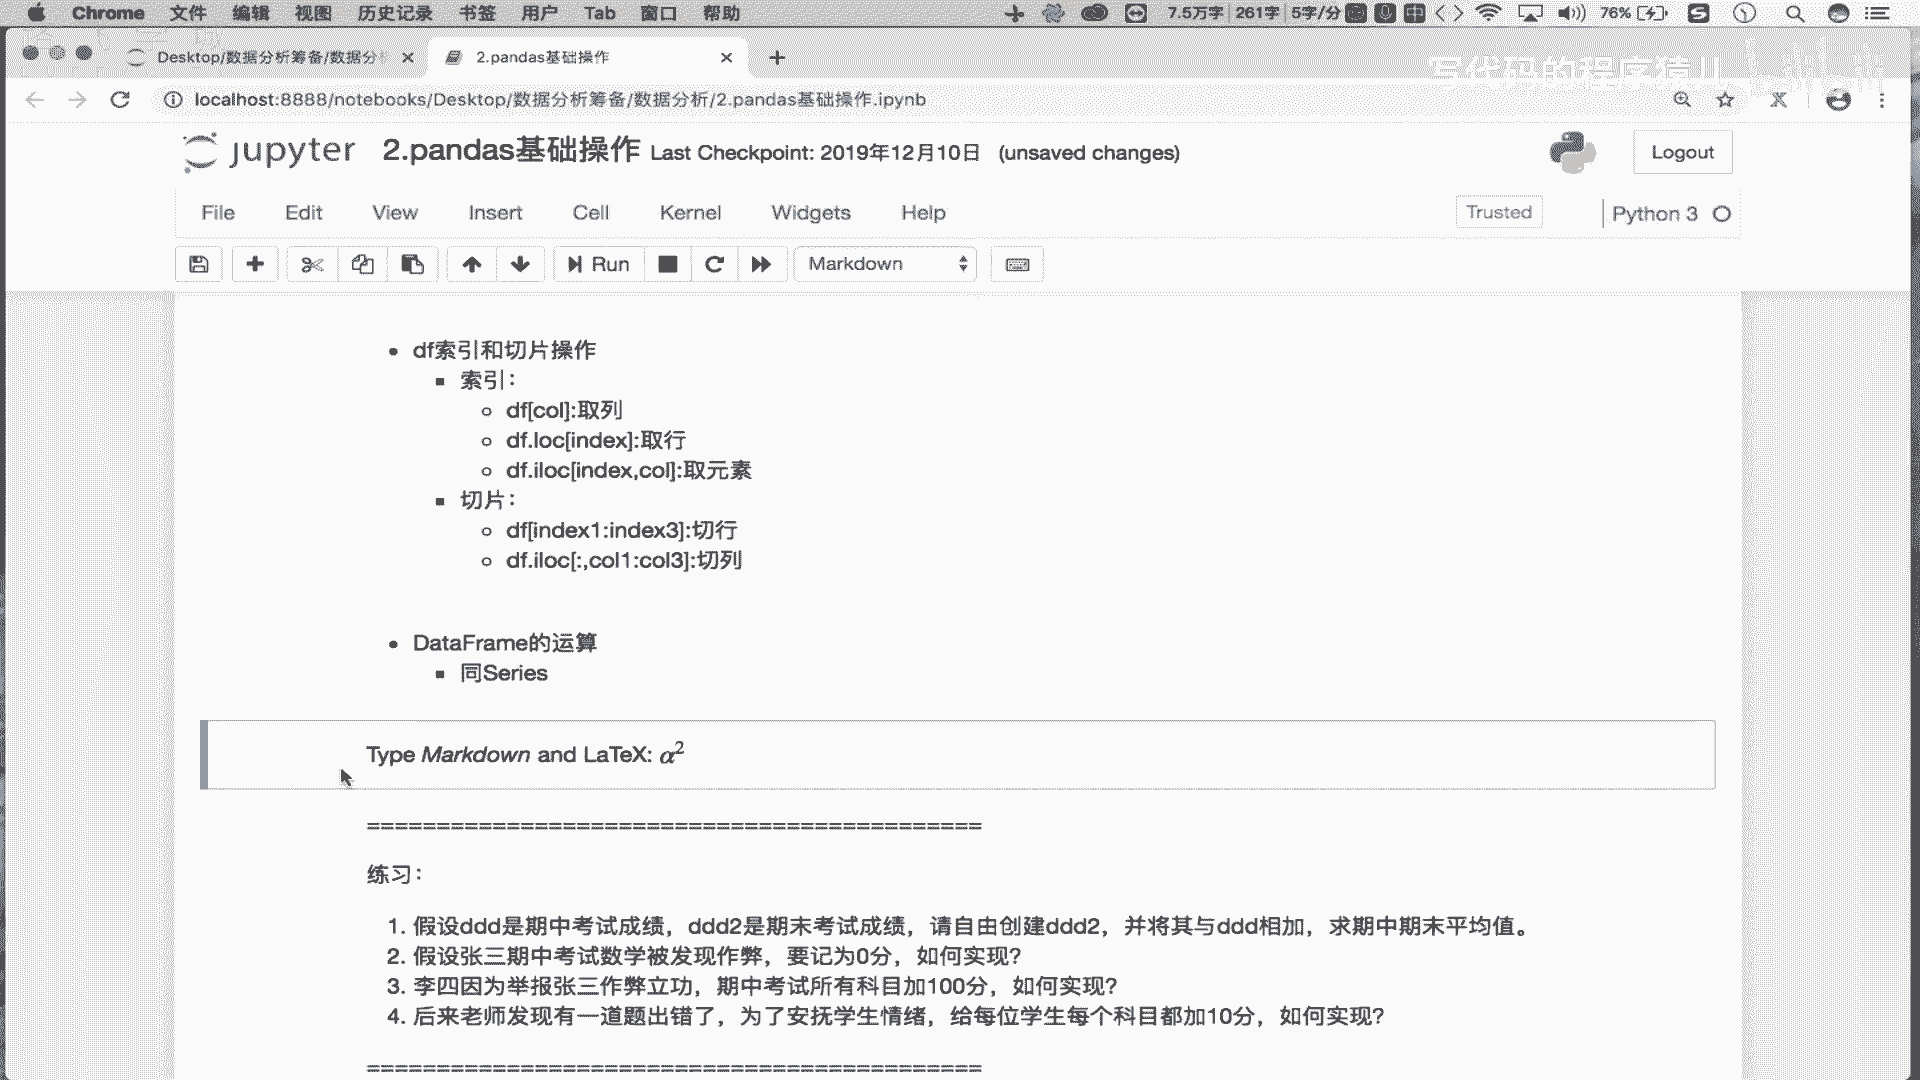 Chrome 文件 编辑 视图 历史记录 书签 用户 Tab 窗口 帮助 7.5万字 261字 5字/分 中 76%
Desktop/数据分析筹备/数据分析 2.pandas基础操作
写代码的程序猿儿 bilibili
localhost:8888/notebooks/Desktop/数据分析筹备/数据分析/2.pandas基础操作.ipynb
jupyter 2.pandas基础操作 Last Checkpoint: 2019年12月10日 (unsaved changes) Logout
File Edit View Insert Cell Kernel Widgets Help Trusted Python 3
Run Markdown
df索引和切片操作
索引：
df[col]:取列
df.loc[index]:取行
df.iloc[index,col]:取元素
切片：
df[index1:index3]:切行
df.iloc[:,col1:col3]:切列
DataFrame的运算
同Series
Type Markdown and LaTeX: α²
============================================
练习：
1. 假设ddd是期中考试成绩，ddd2是期末考试成绩，请自由创建ddd2，并将其与ddd相加，求期中期末平均值。
2. 假设张三期中考试数学被发现作弊，要记为0分，如何实现？
3. 李四因为举报张三作弊立功，期中考试所有科目加100分，如何实现？
4. 后来老师发现有一道题出错了，为了安抚学生情绪，给每位学生每个科目都加10分，如何实现？
============================================